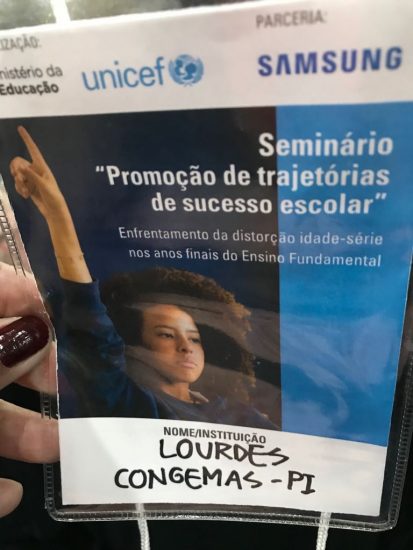 PARCERIA:
unicef
SAMSUNG
Educação
Seminário
"Promoção de trajetórias
de sucesso escolar"
Enfrentamento da distorção idade-série
nos anos finais do Ensino Fundamental
NOME/INSTITUIÇÃO
LOURDES
CONGEMAS - PI